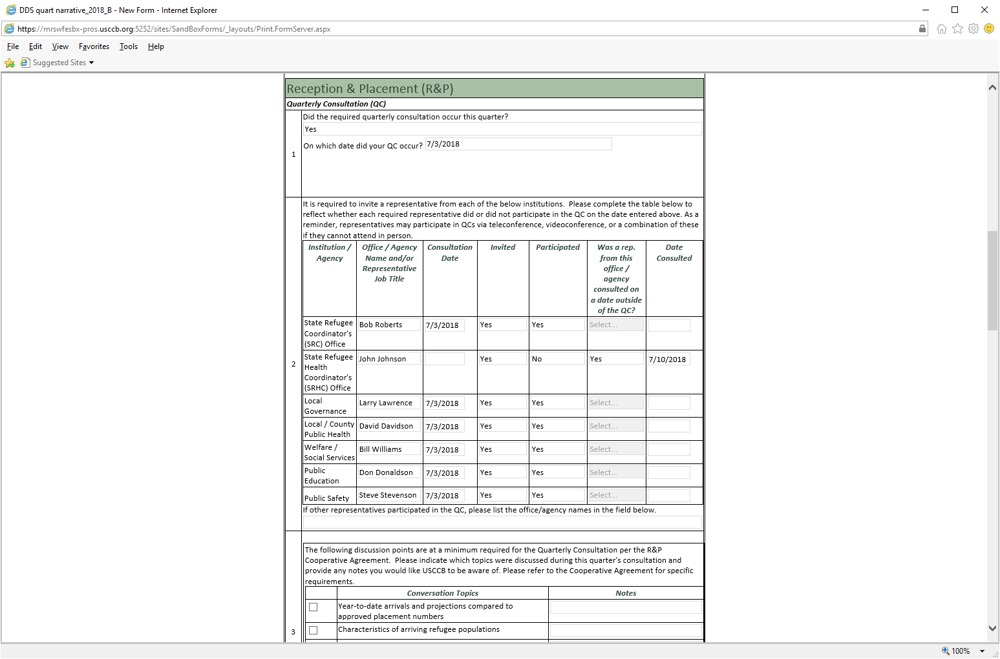 DDS quart narrative_2018_B - New Form - Internet Explorer
https://mrswfesbx-pros.usccb.org:5252/sites/SandBoxForms/_layouts/Print.FormServer.aspx
File Edit View Favorites Tools Help
Suggested Sites
Reception & Placement (R&P)
Quarterly Consultation (QC)
1
Did the required quarterly consultation occur this quarter?
Yes
On which date did your QC occur? 7/3/2018
2
It is required to invite a representative from each of the below institutions. Please complete the table below to
reflect whether each required representative did or did not participate in the QC on the date entered above. As a
reminder, representatives may participate in QCs via teleconference, videoconference, or a combination of these
if they cannot attend in person.
Institution /
Agency
Office / Agency
Name and/or
Representative
Job Title
Consultation
Date
Invited
Participated
Was a rep.
from this
office /
agency
consulted on
a date outside
of the QC?
Date
Consulted
State Refugee
Coordinator's
(SRC) Office
Bob Roberts
7/3/2018
Yes
Yes
Select...
State Refugee
Health
Coordinator's
(SRHC) Office
John Johnson
Yes
No
Yes
7/10/2018
Local
Governance
Larry Lawrence
7/3/2018
Yes
Yes
Select...
Local / County
Public Health
David Davidson
7/3/2018
Yes
Yes
Select...
Welfare /
Social Services
Bill Williams
7/3/2018
Yes
Yes
Select...
Public
Education
Don Donaldson
7/3/2018
Yes
Yes
Select...
Public Safety
Steve Stevenson
7/3/2018
Yes
Yes
Select...
If other representatives participated in the QC, please list the office/agency names in the field below.
3
The following discussion points are at a minimum required for the Quarterly Consultation per the R&P
Cooperative Agreement. Please indicate which topics were discussed during this quarter's consultation and
provide any notes you would like USCCB to be aware of. Please refer to the Cooperative Agreement for specific
requirements.
Conversation Topics
Notes
Year-to-date arrivals and projections compared to
approved placement numbers
Characteristics of arriving refugee populations
100%